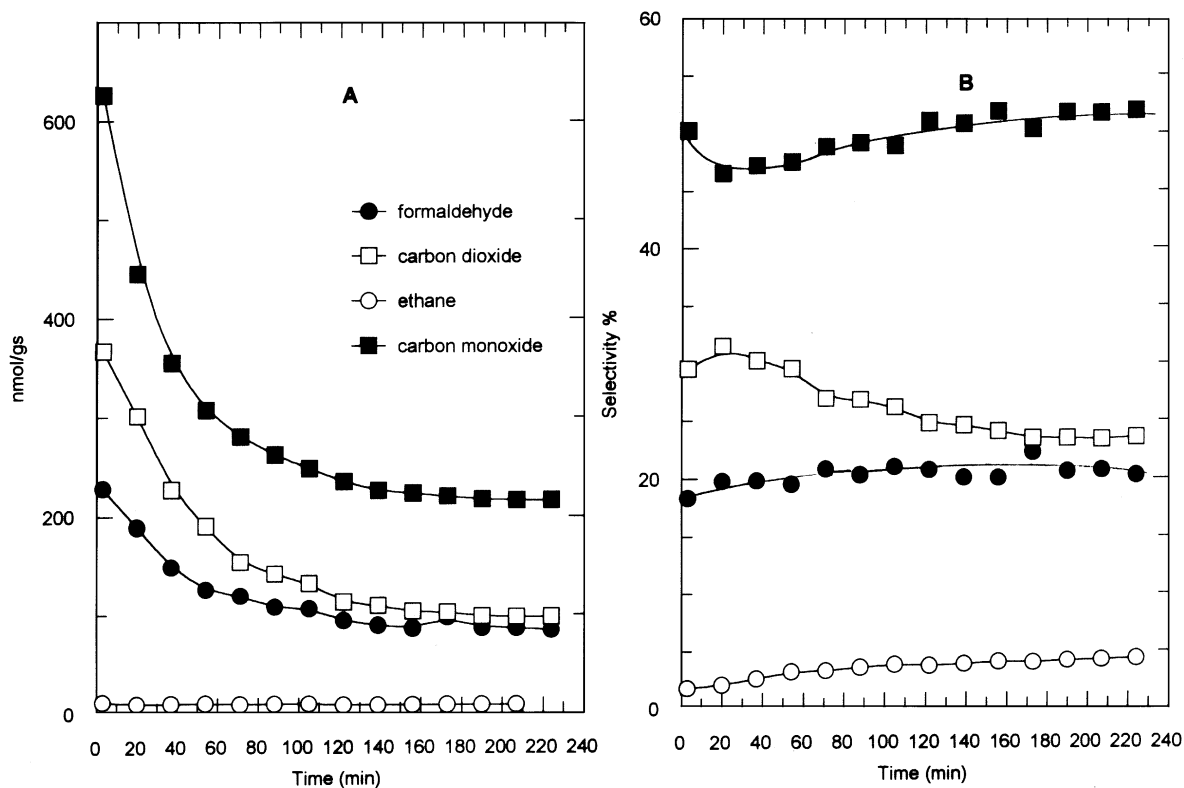 A
600
400
200
0
nmol/gs
formaldehyde
carbon dioxide
ethane
carbon monoxide
0 20 40 60 80 100 120 140 160 180 200 220 240
Time (min)
B
60
40
20
0
Selectivity %
0 20 40 60 80 100 120 140 160 180 200 220 240
Time (min)